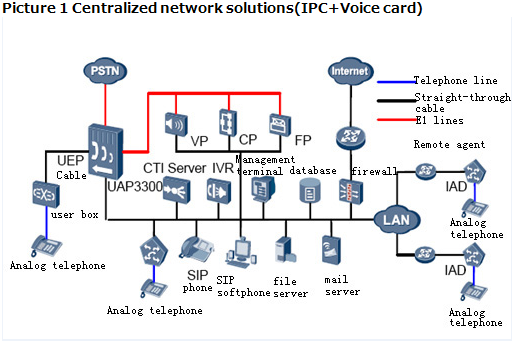 Picture 1 Centralized network solutions(IPC+Voice card)
PSTN
Internet
Telephone line
Straight-through
cable
E1 lines
VP
CP
FP
Remote agent
UEP
Cable
UAP3300
CTI Server
IVR
Management
terminal
database
firewall
IAD
user box
LAN
Analog
telephone
Analog telephone
SIP
phone
SIP
softphone
file
server
mail
server
IAD
Analog telephone
Analog
telephone